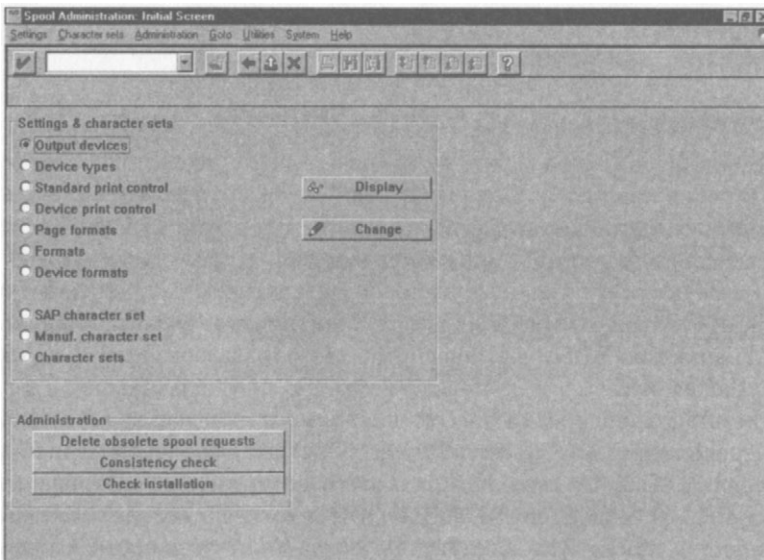 Spool Administration: Initial Screen
Settings Character sets Administration Goto Utilities System Help
Settings & character sets
Output devices
Device types
Standard print control
Display
Device print control
Page formats
Change
Formats
Device formats
SAP character set
Manuf. character set
Character sets
Administration
Delete obsolete spool requests
Consistency check
Check installation